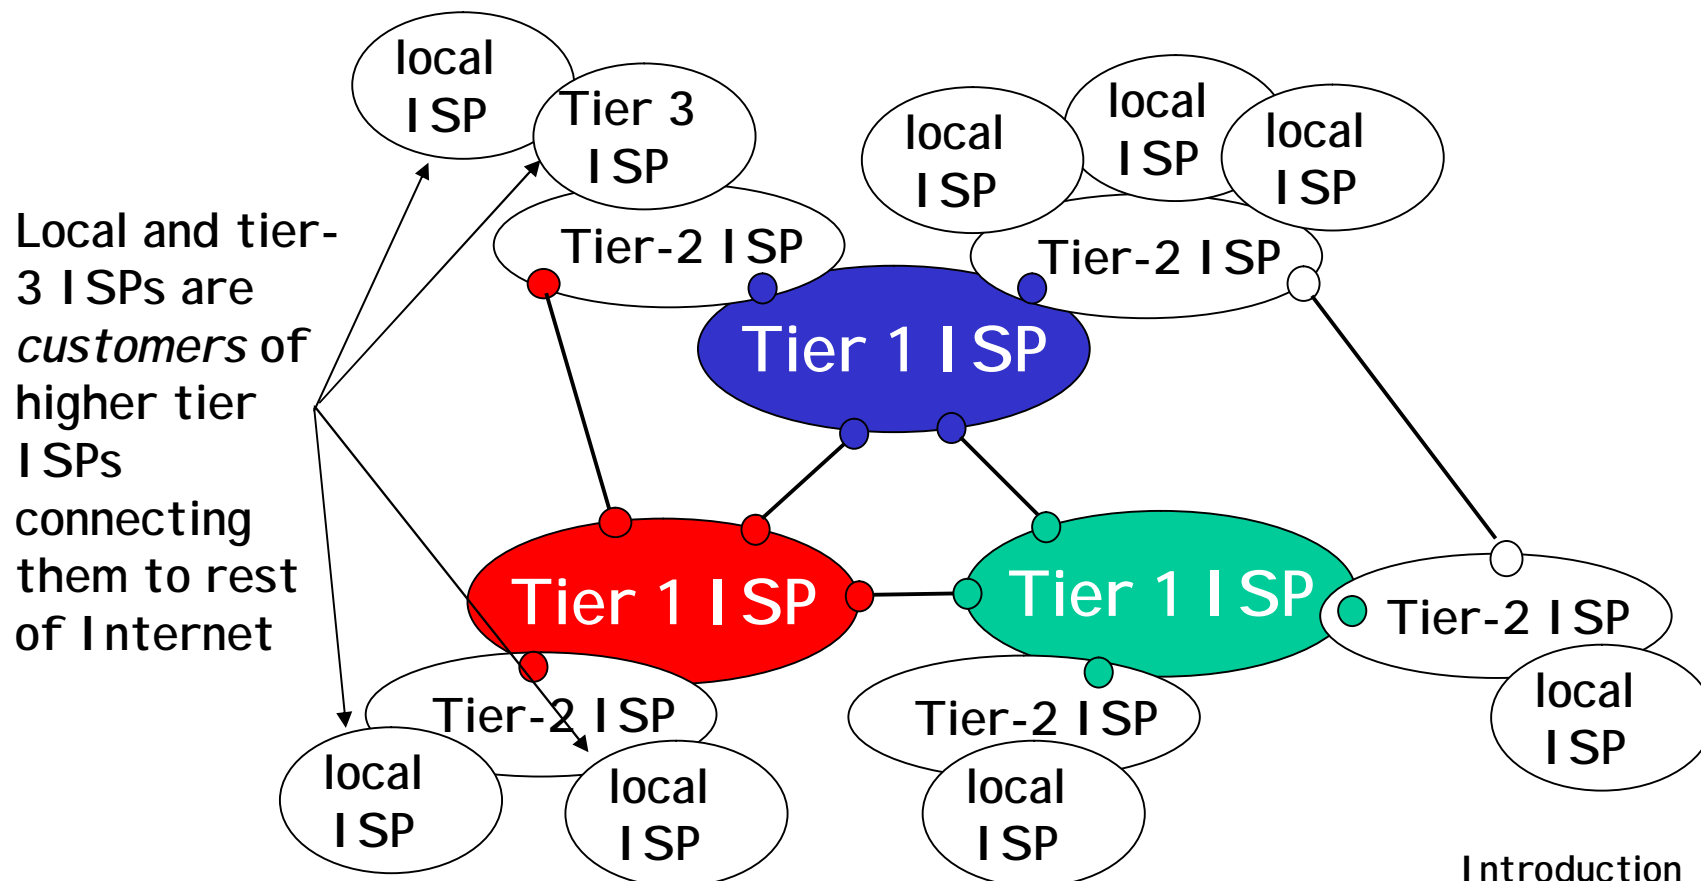 local
ISP
Tier 3
ISP
local
ISP
local
ISP
local
ISP
Local and tier-
3 ISPs are
customers of
higher tier
ISPs
connecting
them to rest
of Internet
Tier-2 ISP
Tier-2 ISP
Tier 1 ISP
Tier 1 ISP
Tier 1 ISP
Tier-2 ISP
Tier-2 ISP
Tier-2 ISP
local
ISP
local
ISP
local
ISP
local
ISP
Introduction